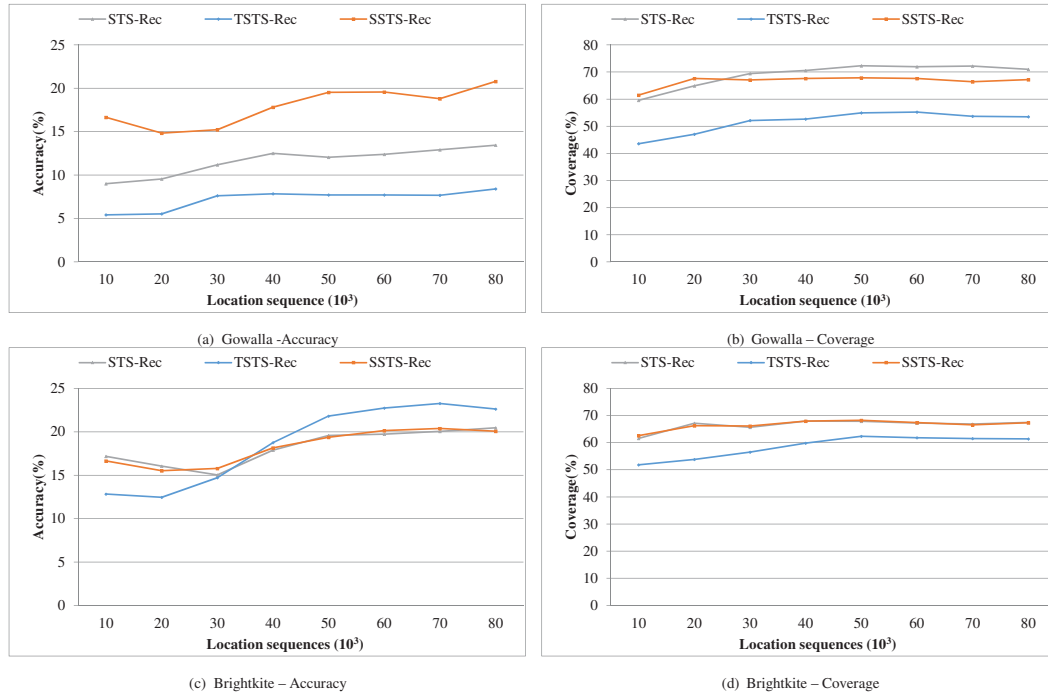 STS-Rec TSTS-Rec SSTS-Rec
25
20
15
10
5
0
Accuracy(%)
10 20 30 40 50 60 70 80
Location sequence (10³)
(a) Gowalla -Accuracy
STS-Rec TSTS-Rec SSTS-Rec
80
70
60
50
40
30
20
10
0
Coverage(%)
10 20 30 40 50 60 70 80
Location sequence (10³)
(b) Gowalla – Coverage
STS-Rec TSTS-Rec SSTS-Rec
25
20
15
10
5
0
Accuracy(%)
10 20 30 40 50 60 70 80
Location sequences (10³)
(c) Brightkite – Accuracy
STS-Rec TSTS-Rec SSTS-Rec
80
70
60
50
40
30
20
10
0
Coverage(%)
10 20 30 40 50 60 70 80
Location sequences (10³)
(d) Brightkite – Coverage